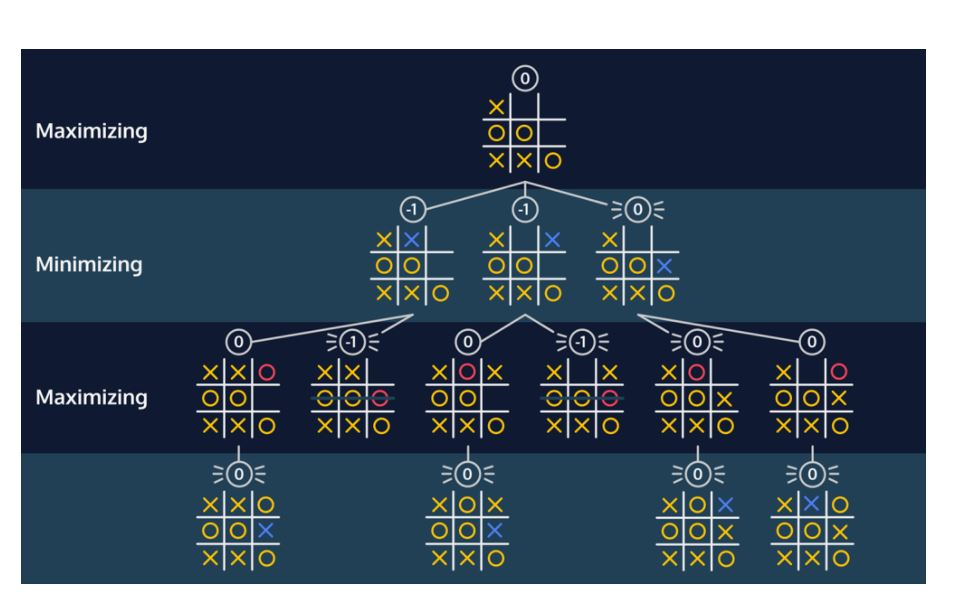 0
Maximizing
X
O O
X X O
-1 -1 0
Minimizing
X X X X X
O O O O O O X
X X O X X O X X O
0 -1 0 -1 0 0
Maximizing
X X O X X X O X X X X O X O
O O O O O O O O O O O O X O O X
X X O X X O X X O X X O X X O X X O
0 0 0 0
X X O X O X X O X X X O
O O X O O X O O X O O X
X X O X X O X X O X X O